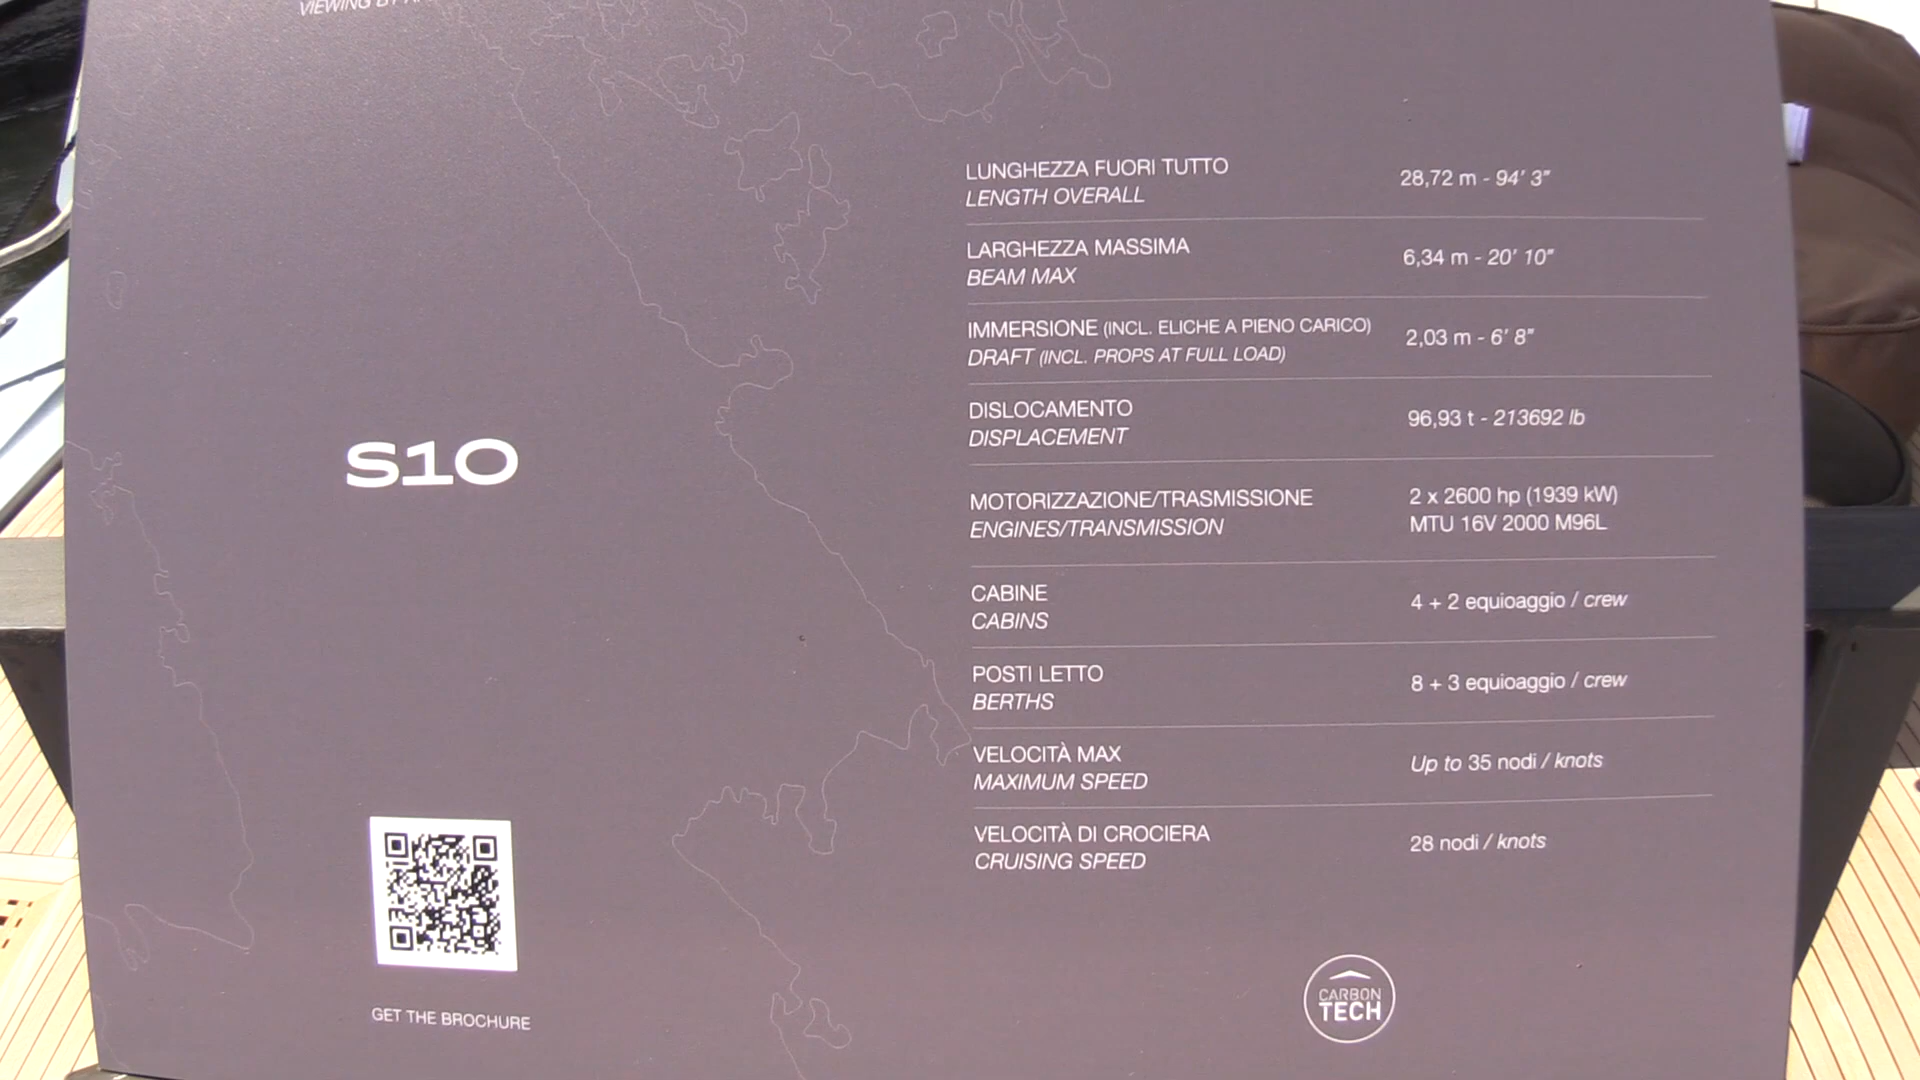 VIEWING BY
LUNGHEZZA FUORI TUTTO
LENGTH OVERALL
28,72 m - 94' 3"
LARGHEZZA MASSIMA
BEAM MAX
6,34 m - 20' 10"
IMMERSIONE (INCL. ELICHE A PIENO CARICO)
DRAFT (INCL. PROPS AT FULL LOAD)
2,03 m - 6' 8"
DISLOCAMENTO
DISPLACEMENT
96,93 t - 213692 lb
MOTORIZZAZIONE/TRASMISSIONE
ENGINES/TRANSMISSION
2 x 2600 hp (1939 kW)
MTU 16V 2000 M96L
CABINE
CABINS
4 + 2 equioaggio / crew
POSTI LETTO
BERTHS
8 + 3 equioaggio / crew
VELOCITÀ MAX
MAXIMUM SPEED
Up to 35 nodi / knots
VELOCITÀ DI CROCIERA
CRUISING SPEED
28 nodi / knots
S10
GET THE BROCHURE
CARBON
TECH